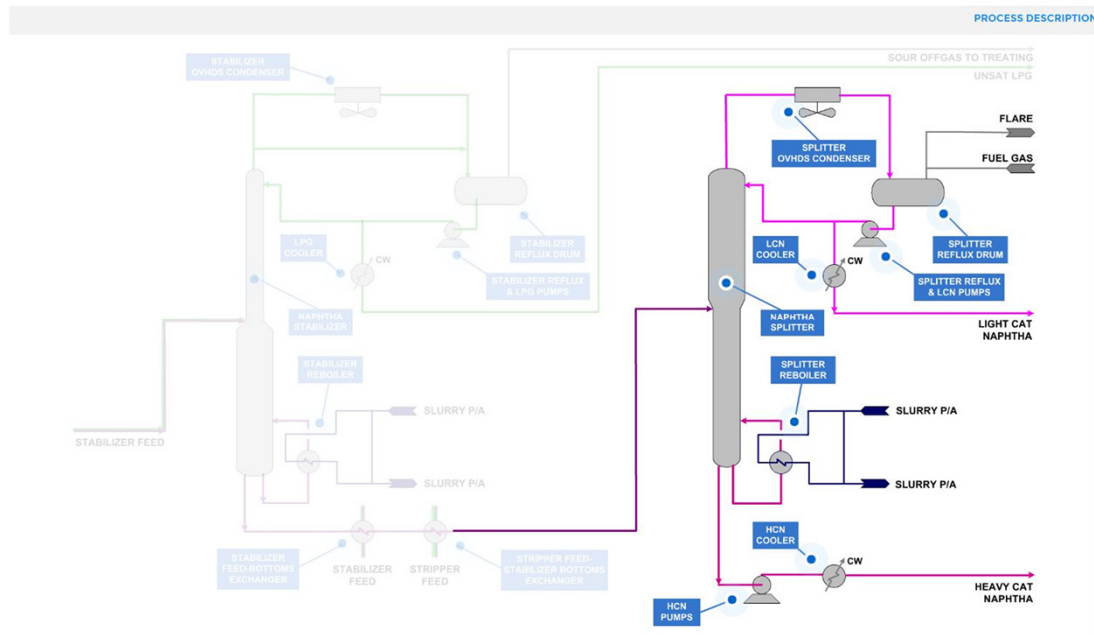 PROCESS DESCRIPTION
STABILIZER
OVHDS CONDENSER
SOUR OFFGAS TO TREATING
UNSAT LPG
SPLITTER
OVHDS CONDENSER
FLARE
FUEL GAS
LPG
COOLER
CW
STABILIZER
REFLUX DRUM
STABILIZER REFLUX
& LPG PUMPS
NAPHTHA
STABILIZER
LCN
COOLER
CW
SPLITTER
REFLUX DRUM
SPLITTER REFLUX
& LCN PUMPS
NAPHTHA
SPLITTER
LIGHT CAT
NAPHTHA
STABILIZER
REBOILER
SLURRY P/A
SLURRY P/A
STABILIZER FEED
SPLITTER
REBOILER
SLURRY P/A
SLURRY P/A
STABILIZER
FEED-BOTTOMS
EXCHANGER
STABILIZER
FEED
STRIPPER
FEED
STRIPPER FEED-
STABILIZER BOTTOMS
EXCHANGER
HCN
COOLER
CW
HCN
PUMPS
HEAVY CAT
NAPHTHA